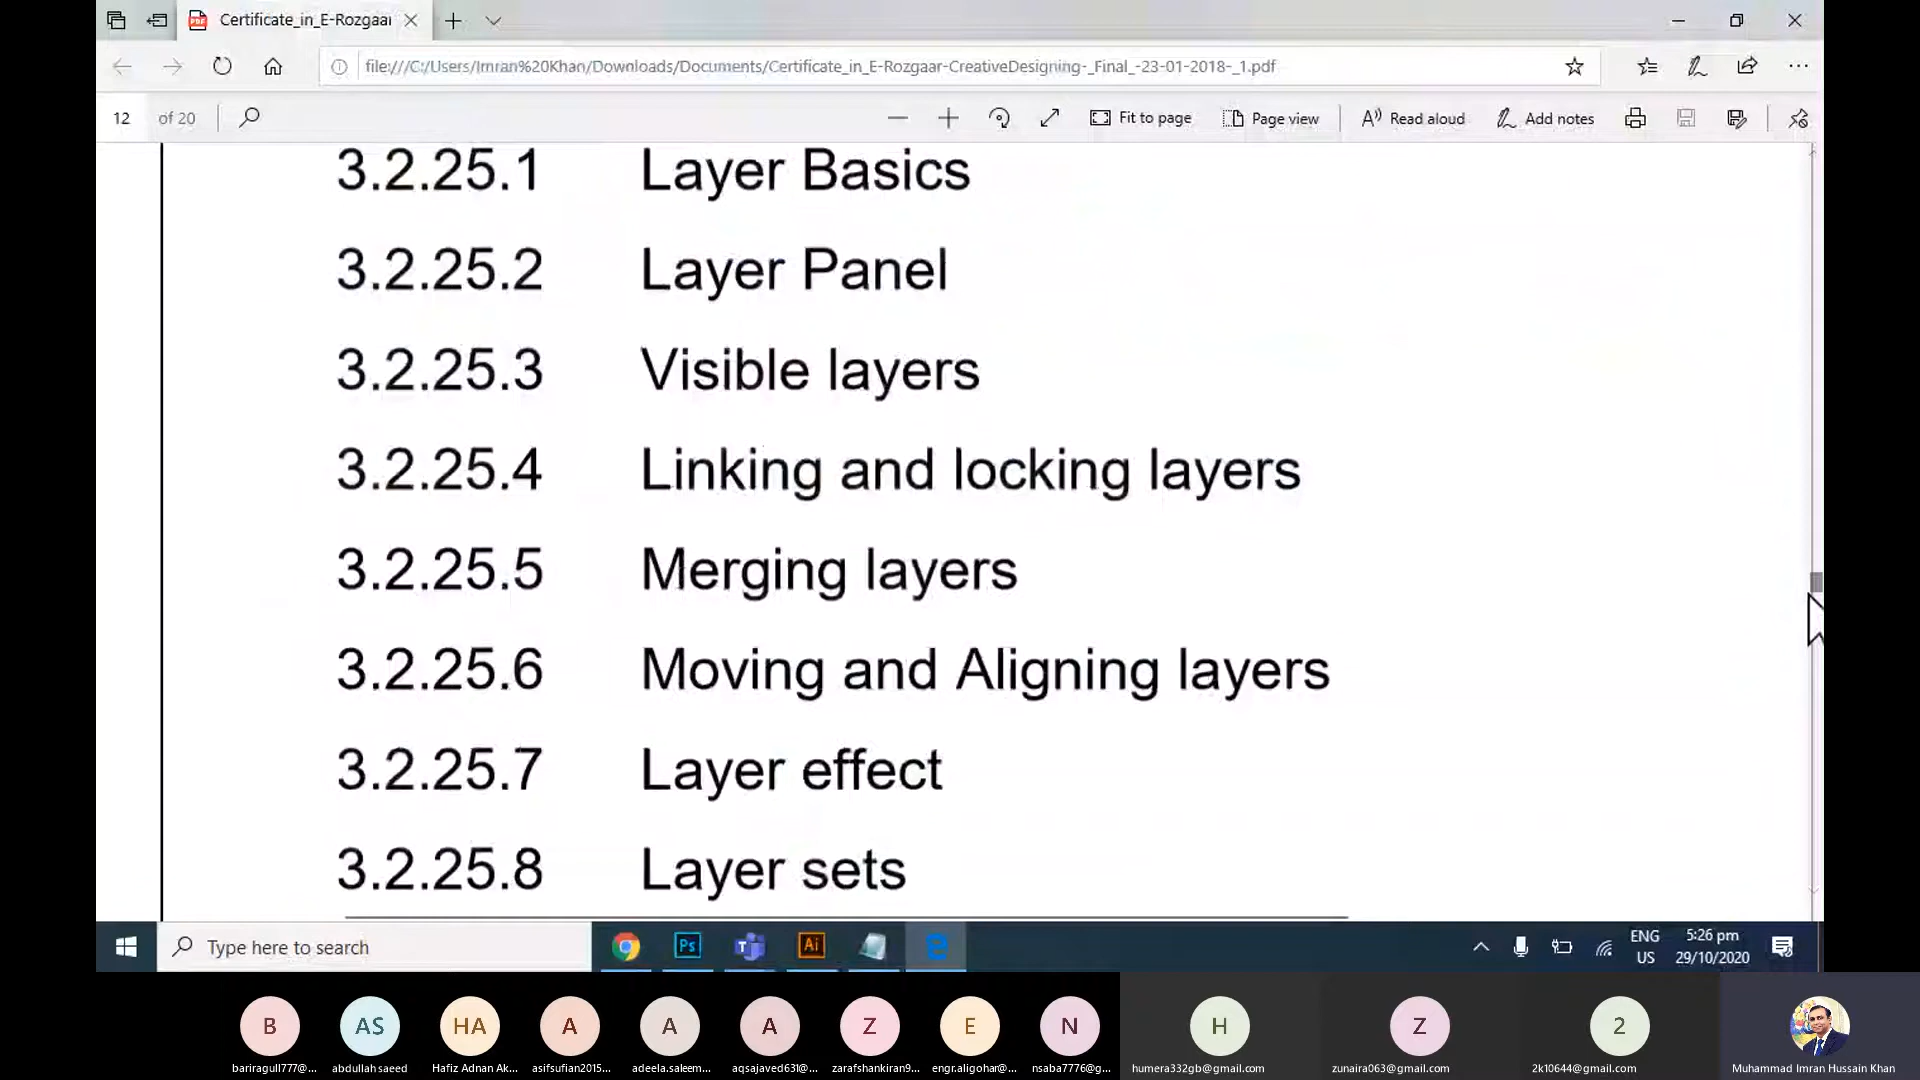 Certificate_in_E-Rozgaar
file:///C:/Users/Imran%20Khan/Downloads/Documents/Certificate_in_E-Rozgaar-CreativeDesigning-_Final_-23-01-2018-_1.pdf
12 of 20 Fit to page Page view Read aloud Add notes
3.2.25.1 Layer Basics
3.2.25.2 Layer Panel
3.2.25.3 Visible layers
3.2.25.4 Linking and locking layers
3.2.25.5 Merging layers
3.2.25.6 Moving and Aligning layers
3.2.25.7 Layer effect
3.2.25.8 Layer sets
Type here to search
Ps
Ai
ENG
US
5:26 pm
29/10/2020
B AS HA A A A Z E N H Z 2
bariragull777@... abdullah saeed Hafiz Adnan Ak... asifsufian2015... adeela.saleem... aqsajaved631@... zarafshankiran9... engr.aligohar@... nsaba7776@g... humera332gb@gmail.com zunaira063@gmail.com 2k10644@gmail.com Muhammad Imran Hussain Khan